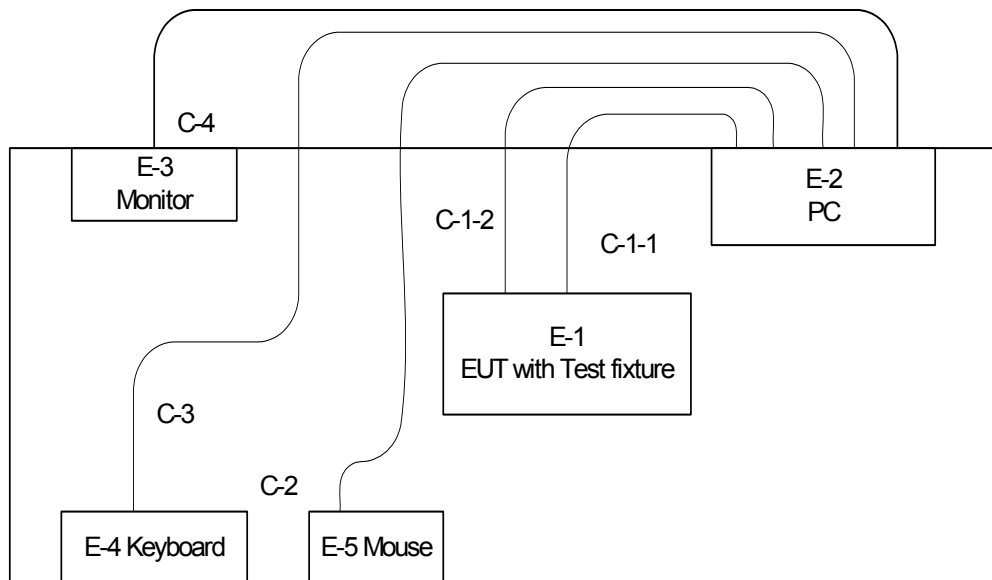 C-4
E-3
Monitor
E-2
PC
C-1-2
C-1-1
E-1
EUT with Test fixture
C-3
C-2
E-4 Keyboard
E-5 Mouse